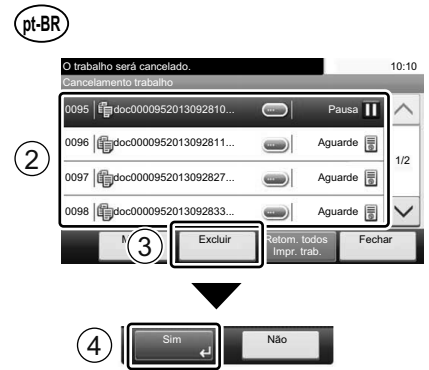 pt-BR
O trabalho será cancelado. 10:10
Cancelamento trabalho
0095 doc0000952013092810... Pausa
0096 doc0000952013092811... Aguarde
0097 doc0000952013092827... Aguarde
0098 doc0000952013092833... Aguarde
1/2
2
3
Excluir
Retom. todos
Impr. trab.
Fechar
4
Sim
Não